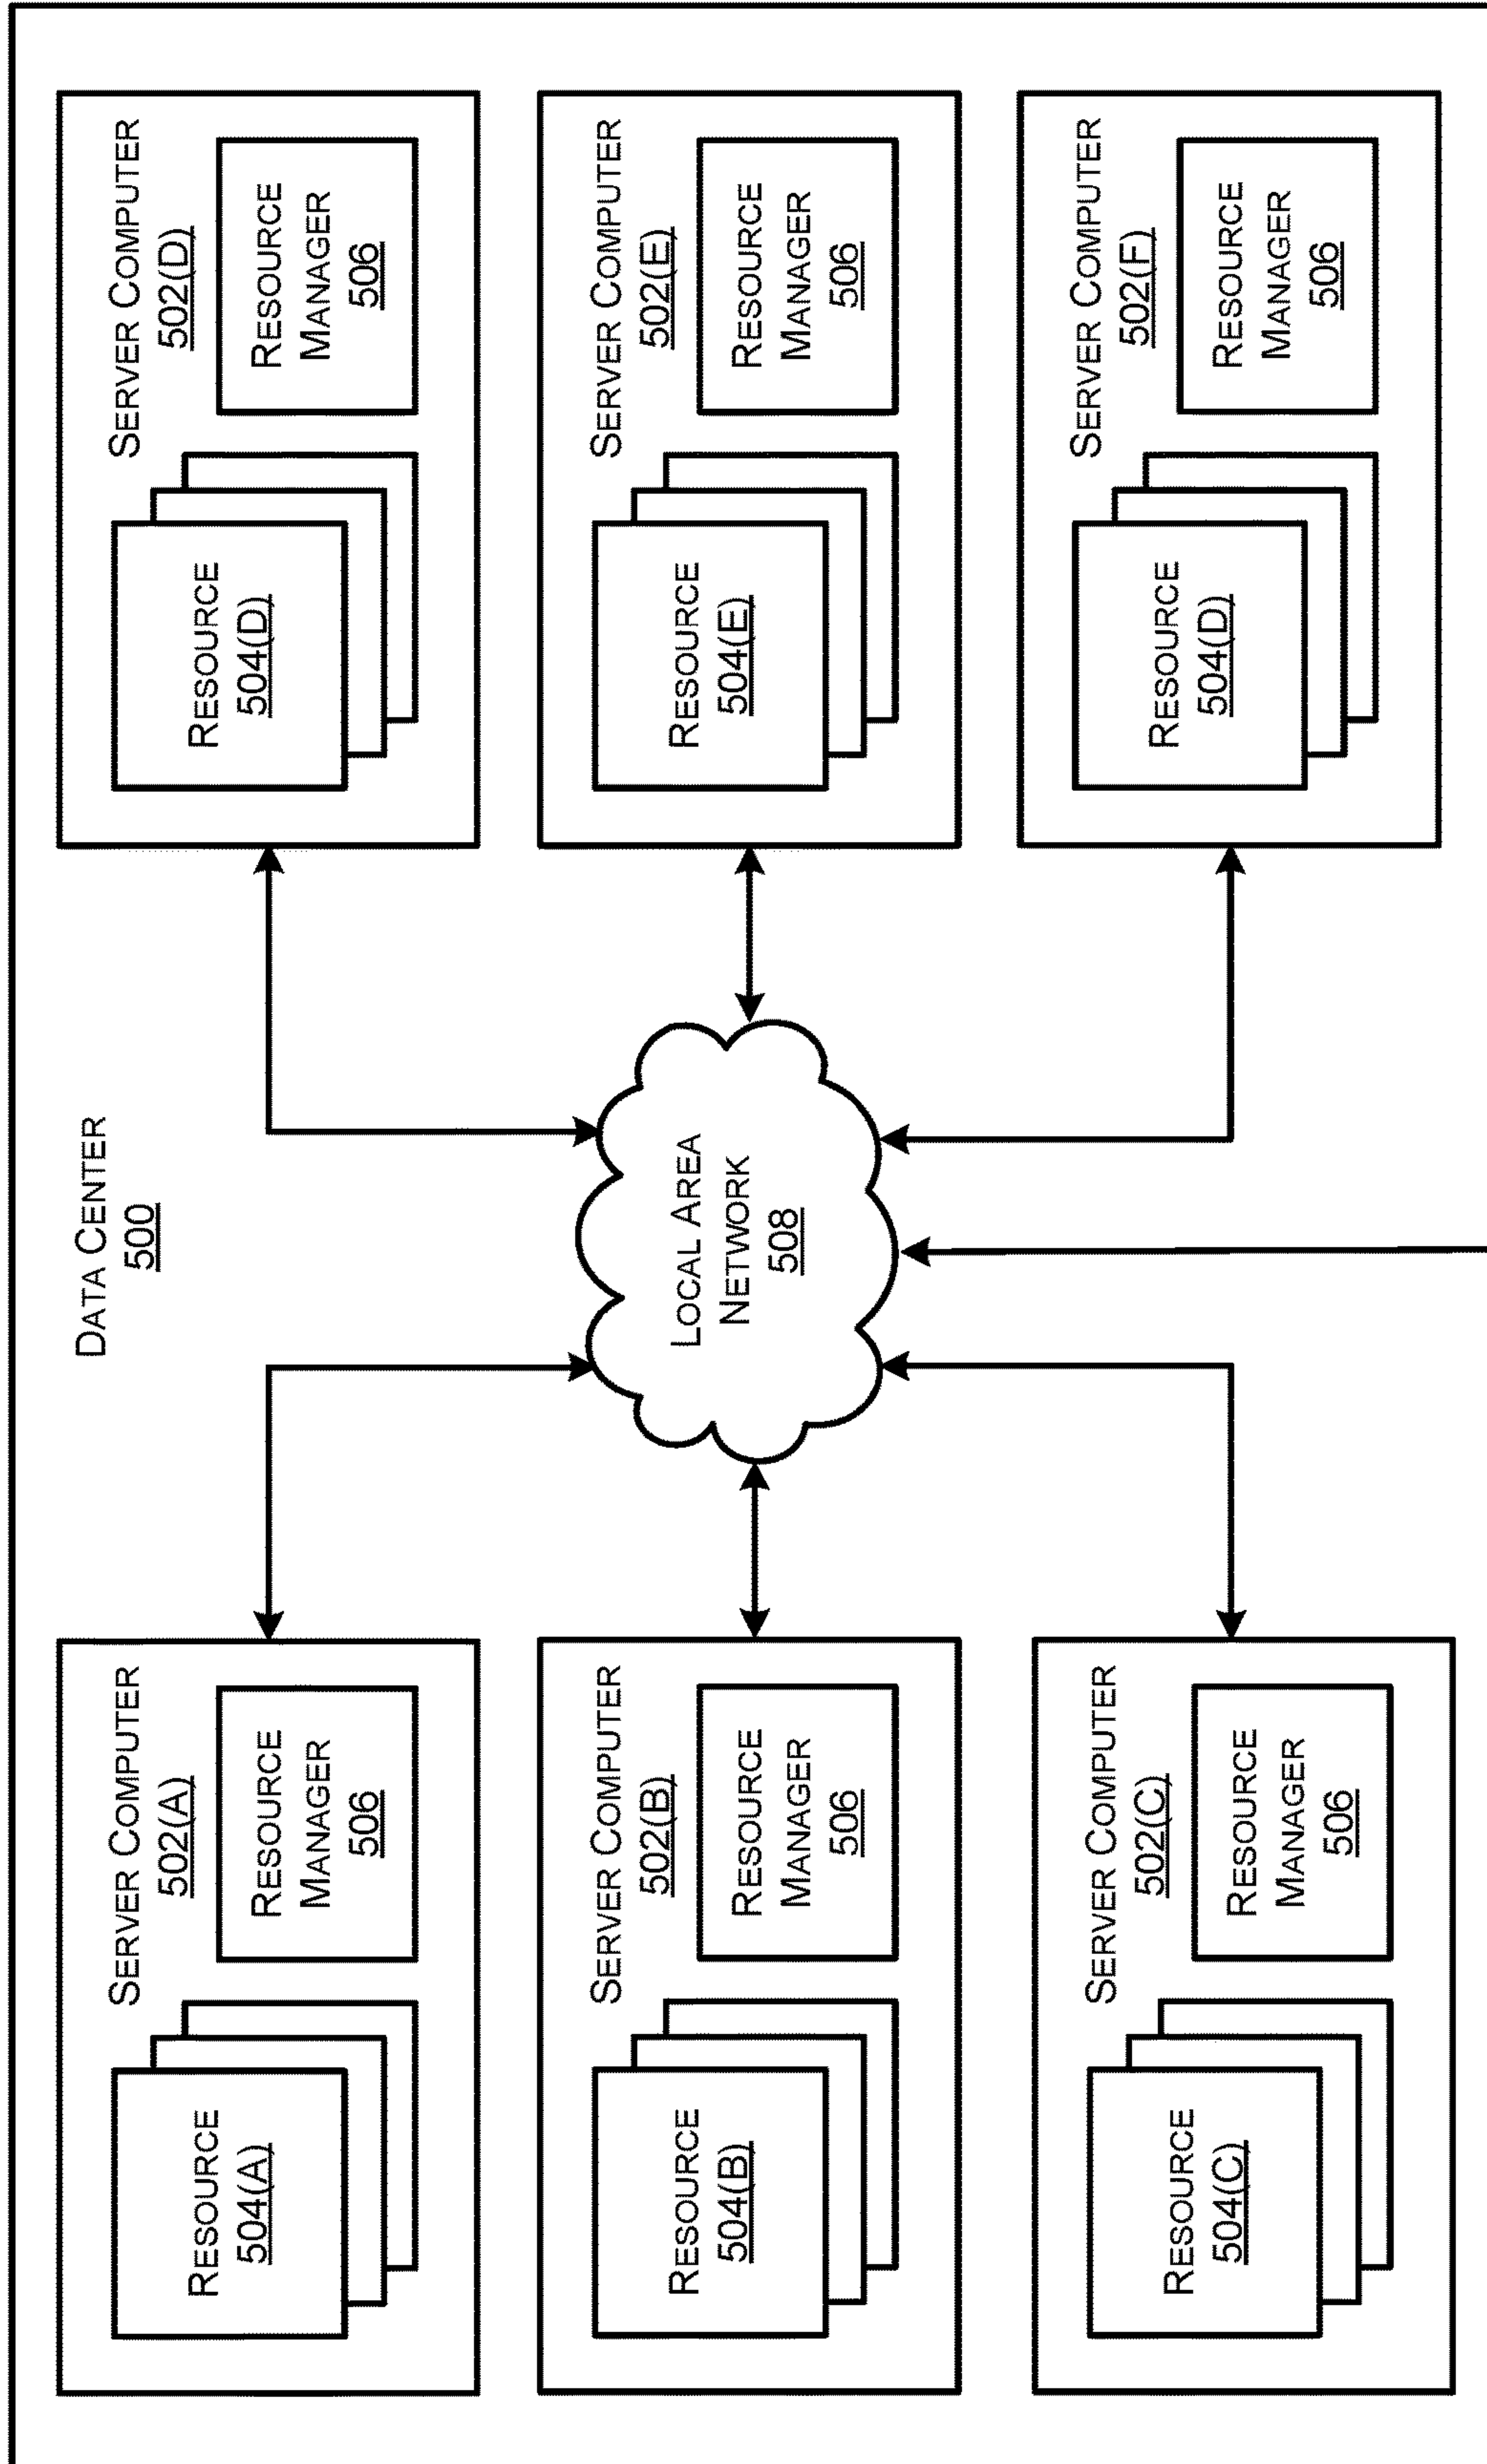 DATA CENTER
500
SERVER COMPUTER
502(A)
RESOURCE
504(A)
RESOURCE
MANAGER
506
SERVER COMPUTER
502(B)
RESOURCE
504(B)
RESOURCE
MANAGER
506
SERVER COMPUTER
502(C)
RESOURCE
504(C)
RESOURCE
MANAGER
506
LOCAL AREA
NETWORK
508
SERVER COMPUTER
502(D)
RESOURCE
504(D)
RESOURCE
MANAGER
506
SERVER COMPUTER
502(E)
RESOURCE
504(E)
RESOURCE
MANAGER
506
SERVER COMPUTER
502(F)
RESOURCE
504(D)
RESOURCE
MANAGER
506